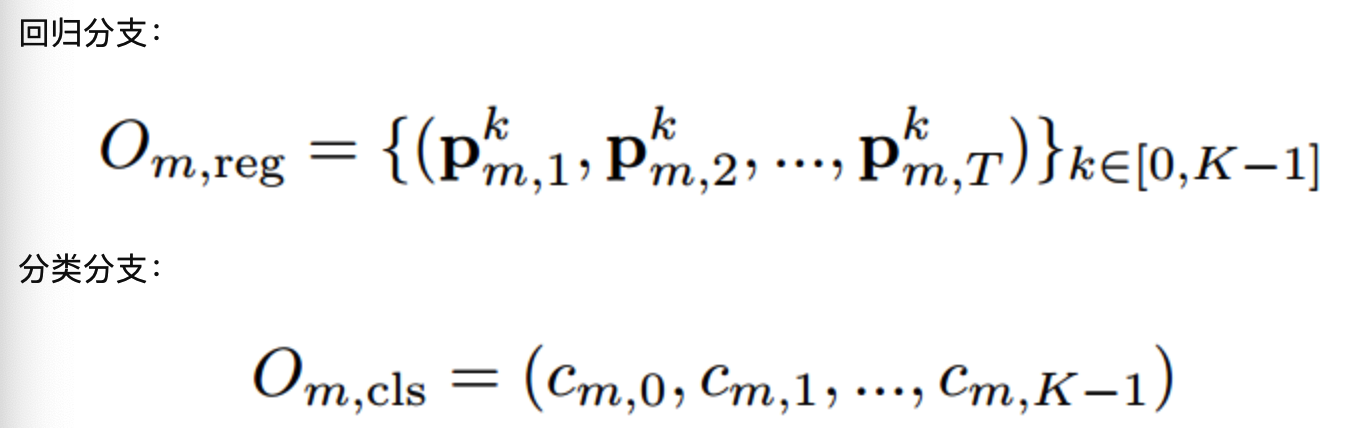 回归分支：
O_{m,reg} = {(p^k_{m,1}, p^k_{m,2}, ..., p^k_{m,T})}_{k∈[0,K−1]}
分类分支：
O_{m,cls} = (c_{m,0}, c_{m,1}, ..., c_{m,K−1})